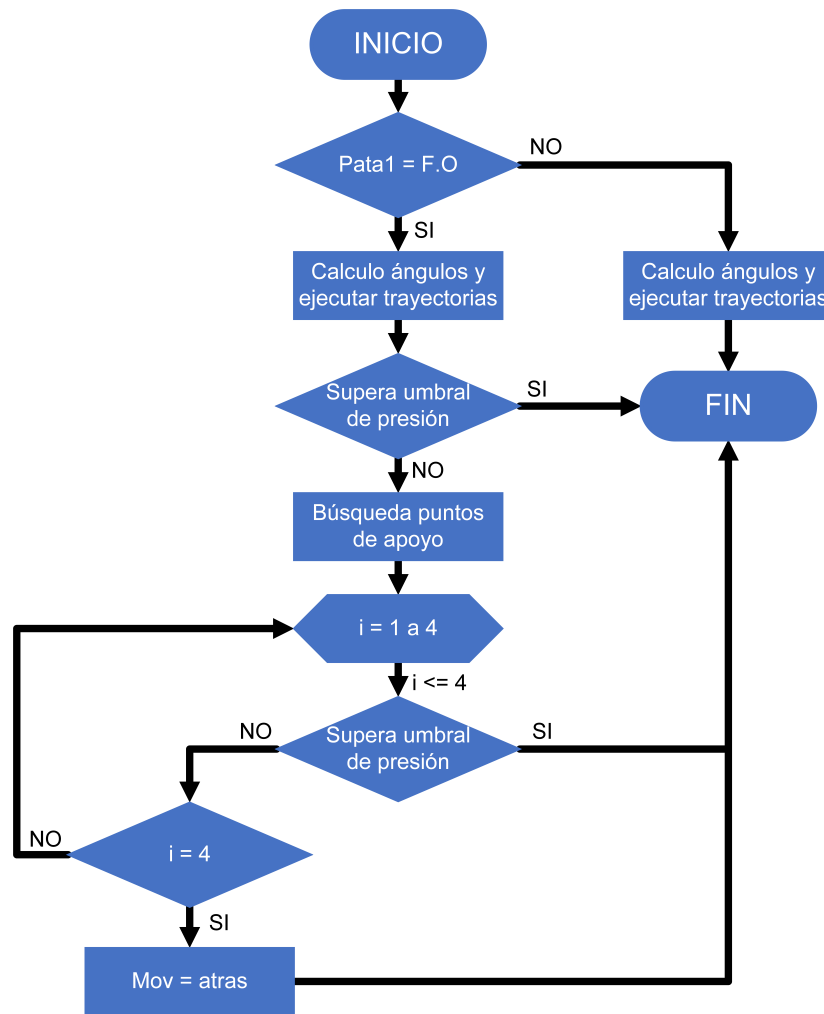 INICIO
Pata1 = F.O
NO
SI
Calculo ángulos y
ejecutar trayectorias
Calculo ángulos y
ejecutar trayectorias
Supera umbral
de presión
SI
FIN
NO
Búsqueda puntos
de apoyo
i = 1 a 4
i <= 4
NO
Supera umbral
de presión
SI
NO
i = 4
SI
Mov = atras